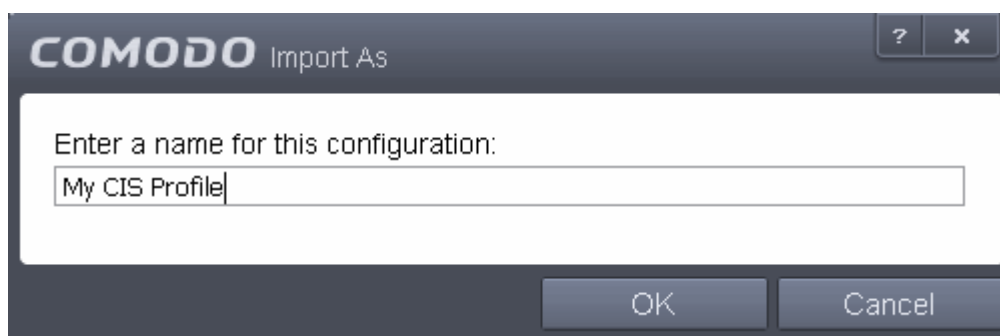 COMODO Import As
? x
Enter a name for this configuration:
My CIS Profile
OK Cancel